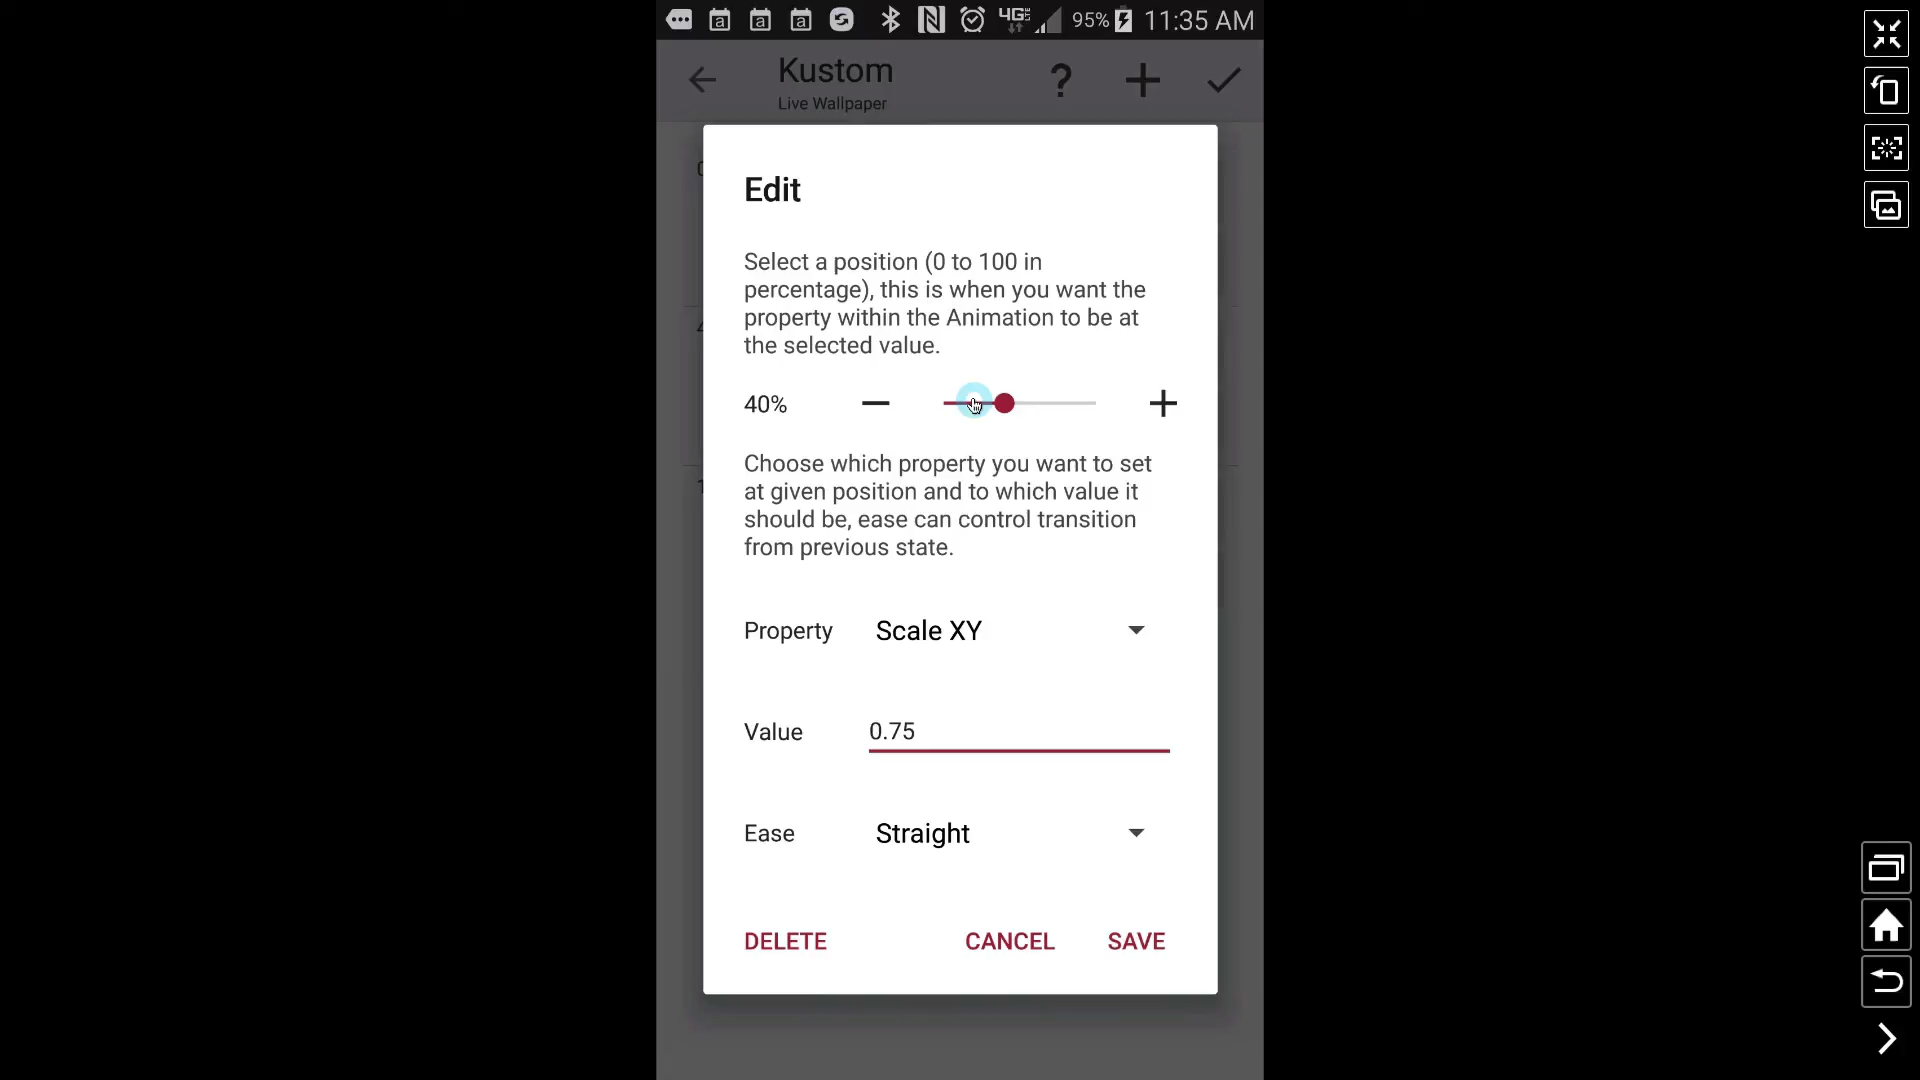 4G LTE 95% 11:35 AM
Kustom
Live Wallpaper
Edit
Select a position (0 to 100 in
percentage), this is when you want the
property within the Animation to be at
the selected value.
40%
Choose which property you want to set
at given position and to which value it
should be, ease can control transition
from previous state.
Property Scale XY
Value 0.75
Ease Straight
DELETE CANCEL SAVE